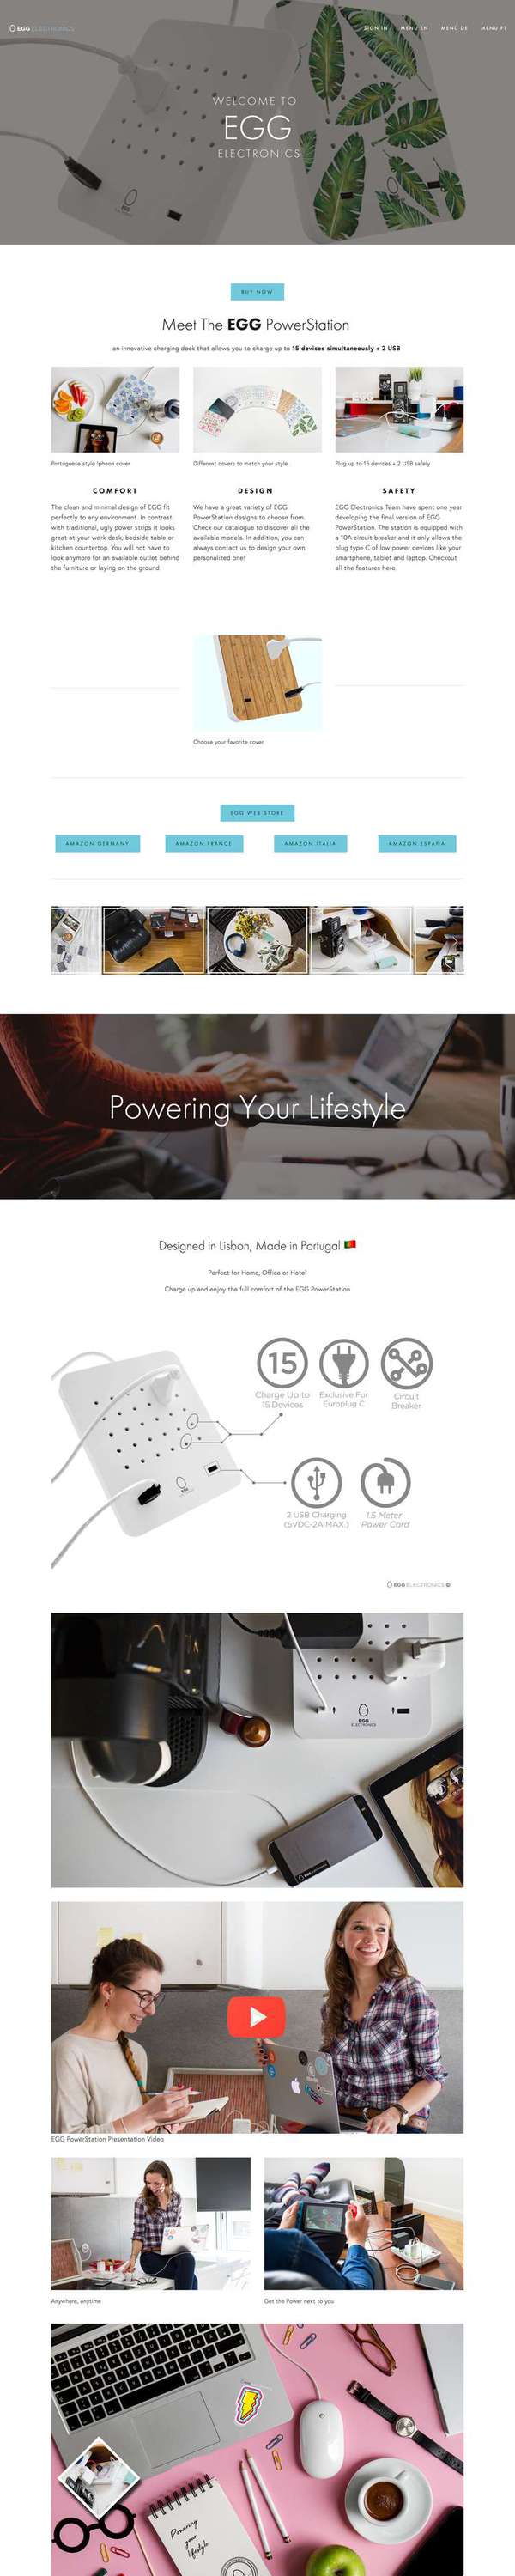 EGG ELECTRONICS
SIGN IN MENU EN MENÜ DE MENU PT
WELCOME TO
EGG
ELECTRONICS
BUY NOW
Meet The EGG PowerStation
an innovative charging dock that allows you to charge up to 15 devices simultaneously + 2 USB
Portuguese style Ipheon cover
Different covers to match your style
Plug up to 15 devices + 2 USB safely
COMFORT
The clean and minimal design of EGG fit
perfectly to any environment. In contrast
with traditional, ugly power strips it looks
great at your work desk, bedside table or
kitchen countertop. You will not have to
look anymore for an available outlet behind
the furniture or laying on the ground.
DESIGN
We have a great variety of EGG
PowerStation designs to choose from.
Check our catalogue to discover all the
available models. In addition, you can
always contact us to design your own,
personalized one!
SAFETY
EGG Electronics Team have spent one year
developing the final version of EGG
PowerStation. The station is equipped with
a 10A circuit breaker and it only allows the
plug type C of low power devices like your
smartphone, tablet and laptop. Checkout
all the features here.
Choose your favorite cover
EGG WEB STORE
AMAZON GERMANY
AMAZON FRANCE
AMAZON ITALIA
AMAZON ESPAÑA
Powering Your Lifestyle
Designed in Lisbon, Made in Portugal 🇵🇹
Perfect for Home, Office or Hotel
Charge up and enjoy the full comfort of the EGG PowerStation
15
Charge Up to
15 Devices
Exclusive For
Europlug C
Circuit
Breaker
2 USB Charging
(5VDC-2A MAX.)
1.5 Meter
Power Cord
EGG ELECTRONICS
EGG
ELECTRONICS
EGG PowerStation Presentation Video
Anywhere, anytime
Get the Power next to you
Powering
your
lifestyle